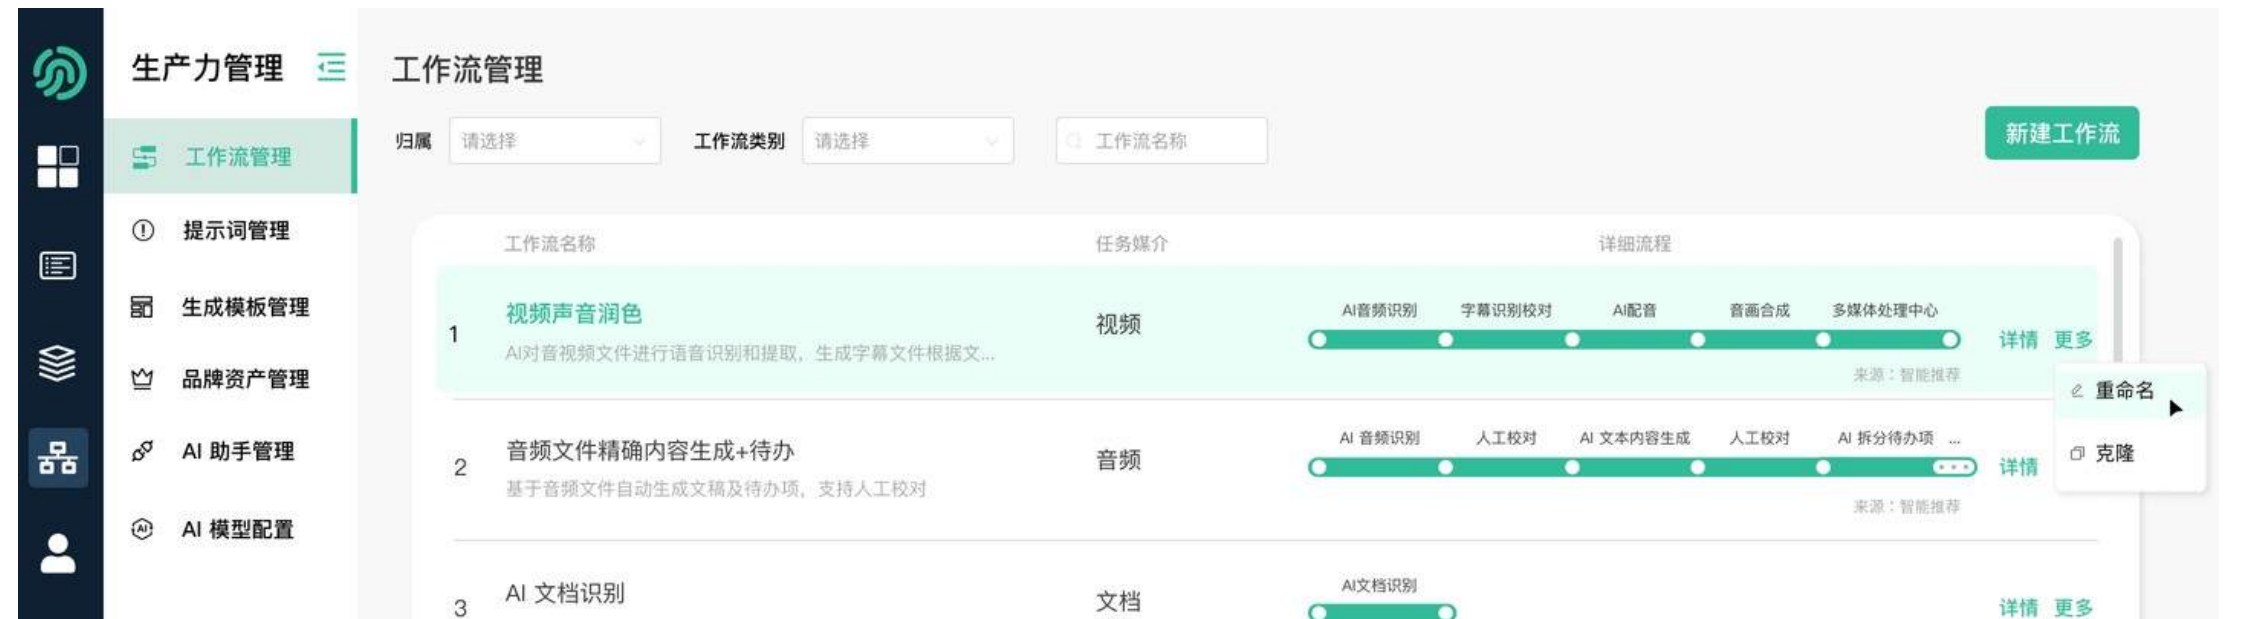 生产力管理
工作流管理
提示词管理
生成模板管理
品牌资产管理
AI 助手管理
AI 模型配置
工作流管理
归属 请选择 工作流类别 请选择 工作流名称
新建工作流
工作流名称 任务媒介 详细流程
1 视频声音润色 视频 AI音频识别 字幕识别校对 AI配音 音画合成 多媒体处理中心
AI对音视频文件进行语音识别和提取，生成字幕文件根据文...
详情 更多
来源：智能推荐
重命名
克隆
2 音频文件精确内容生成+待办 音频 AI 音频识别 人工校对 AI 文本内容生成 人工校对 AI 拆分待办项 ...
基于音频文件自动生成文稿及待办项，支持人工校对
详情
来源：智能推荐
3 AI 文档识别 文档 AI文档识别
详情 更多